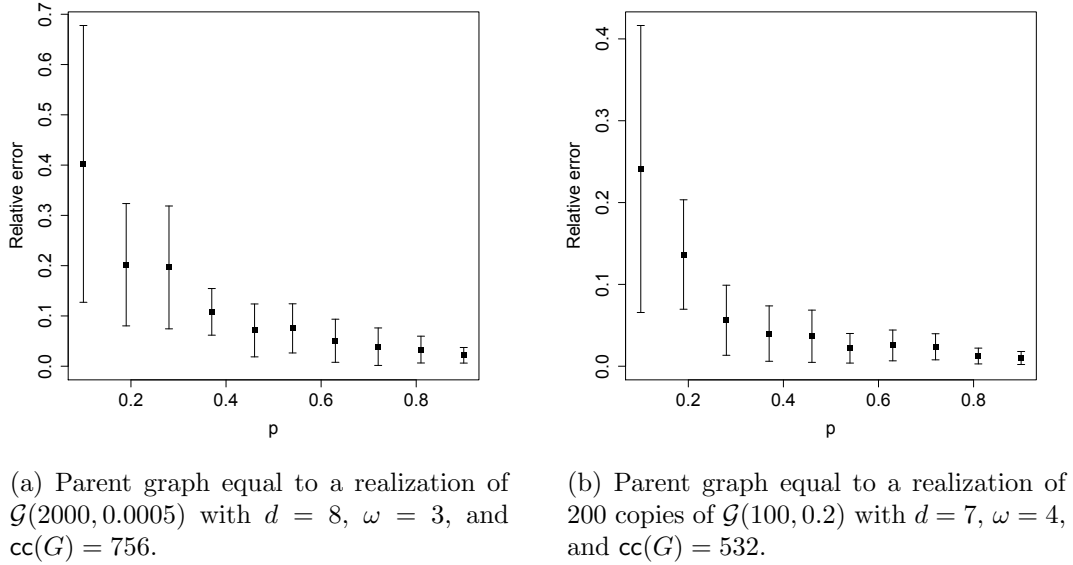 0.7
0.6
0.5
0.4
0.3
0.2
0.1
0.0
Relative error
0.2 0.4 0.6 0.8
p
0.4
0.3
0.2
0.1
0.0
Relative error
0.2 0.4 0.6 0.8
p
(a) Parent graph equal to a realization of
𝒢(2000, 0.0005) with d = 8, ω = 3, and
cc(G) = 756.
(b) Parent graph equal to a realization of
200 copies of 𝒢(100, 0.2) with d = 7, ω = 4,
and cc(G) = 532.